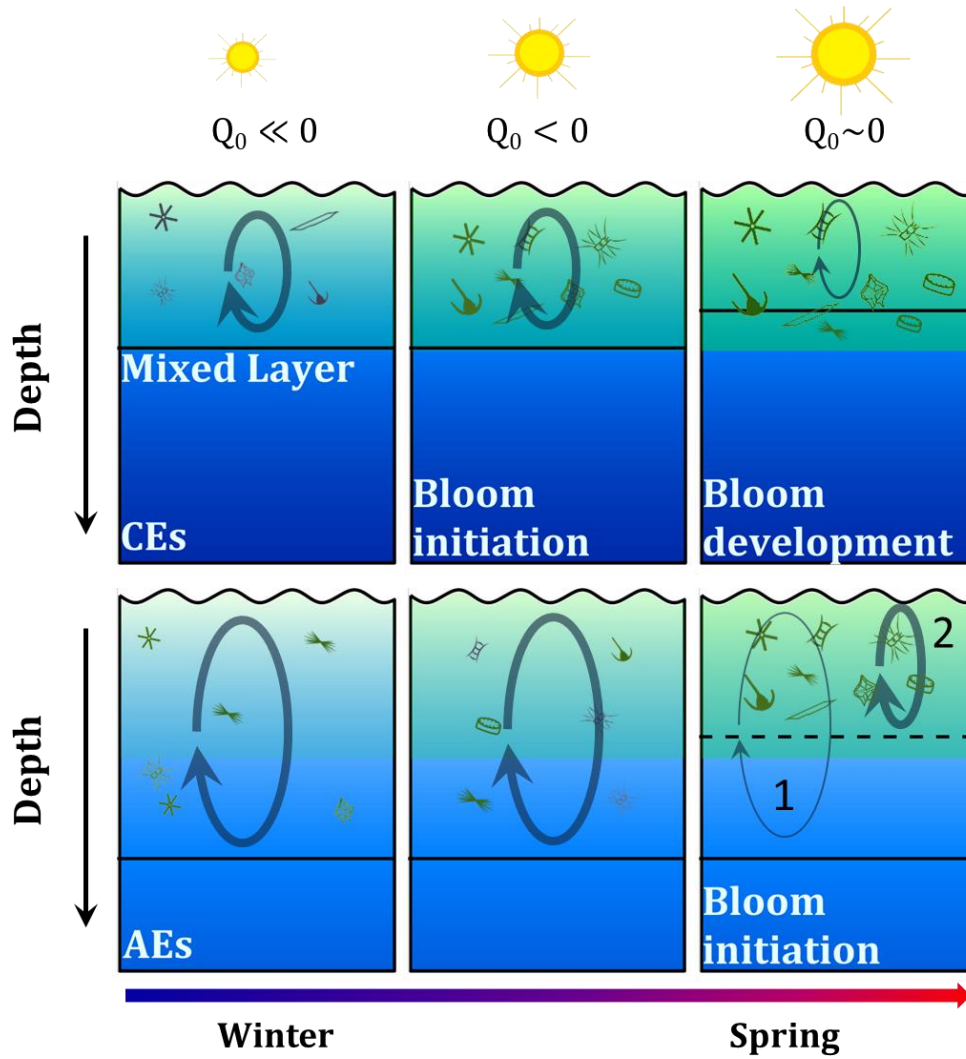 Q₀ ≪ 0
Q₀ < 0
Q₀~0
Depth
Mixed Layer
CEs
Bloom
initiation
Bloom
development
Depth
AEs
1
2
Bloom
initiation
Winter
Spring